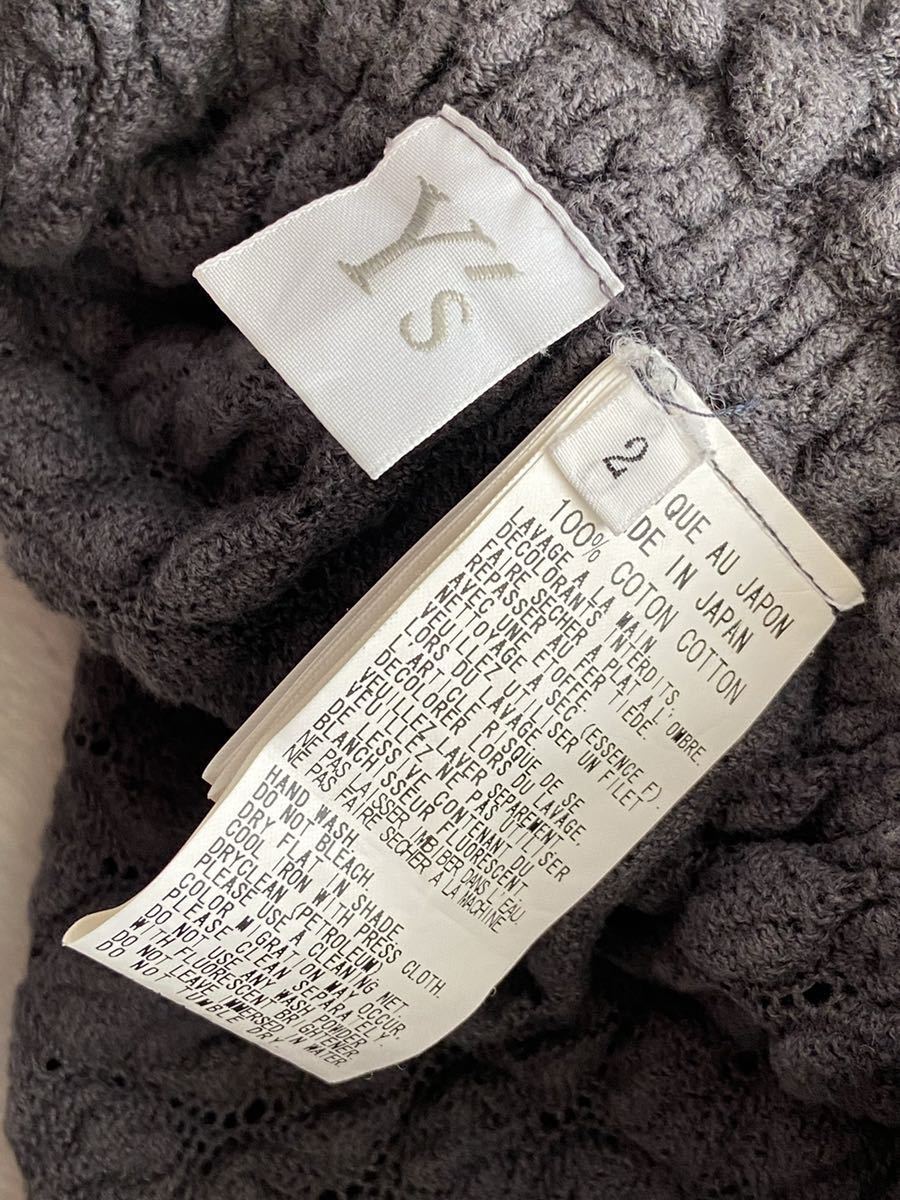 Y's
2
QUE AU JAPON
DE IN JAPAN
100% COTON COTTON
LAVAGE A LA MAIN
DECOLORANTS INTERDITS,
FAIRE SECHER A PLAT A L' OMBRE.
REPASSER AU FER TIEDE
AVEC UNE ETOFFE,
NETTOYAGE A SEC. (ESSENCE F).
VEUILLEZ UTILISER UN FILET
LORS DU LAVAGE.
L-ART CLE RISQUE DE SE
DECOLORER LORS DU LAVAGE,
VEUILLEZ LAVER SEPAREMENT.
VEUILLEZ NE PAS UTILISER
DE LESS VE CONTENANT DU
BLANCHISSEUR FLUORESCENT.
NE PAS LAISSER IMBIBER DANS L'EAU.
NE PAS FAIRE SECHER A LA MACHINE
HAND WASH
DO NOT BLEACH
DRY FLAT IN SHADE
COOL IRON WITH PRESS CLOTH.
DRYCLEAN (PETROLEUM)
PLEASE USE A CLEANING NET.
COLOR MIGRATION MAY OCCUR,
PLEASE CLEAN SEPARATELY.
DO NOT USE ANY WASH POWDER
WITH FLUORESCENT BRIGHTENER.
DO NOT LEAVE IMMERSED IN WATER.
DO NOT TUMBLE DRY